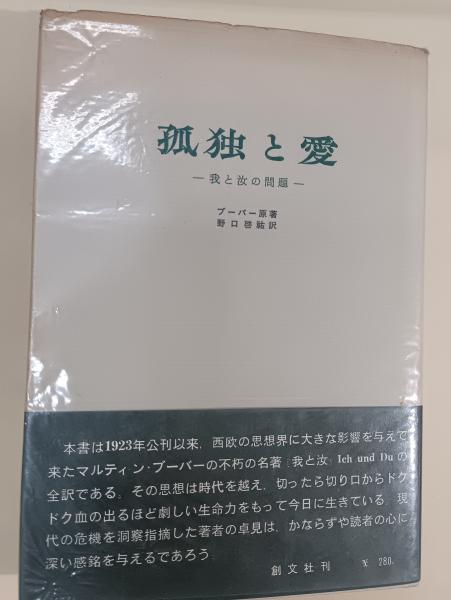 孤独と愛
─我と汝の問題─
ブーバー原著
野口啓祐訳
本書は1923年公刊以来、西欧の思想界に大きな影響を与えて
来たマルティン・ブーバーの不朽の名著〔我と汝〕Ich und Duの
全訳である。その思想は時代を越え、切ったら切り口からドク
ドク血の出るほど劇しい生命力をもって今日に生きている。現
代の危機を洞察指摘した著者の卓見は、かならずや読者の心に
深い感銘を与えるであろう
創文社刊 ¥ 280.